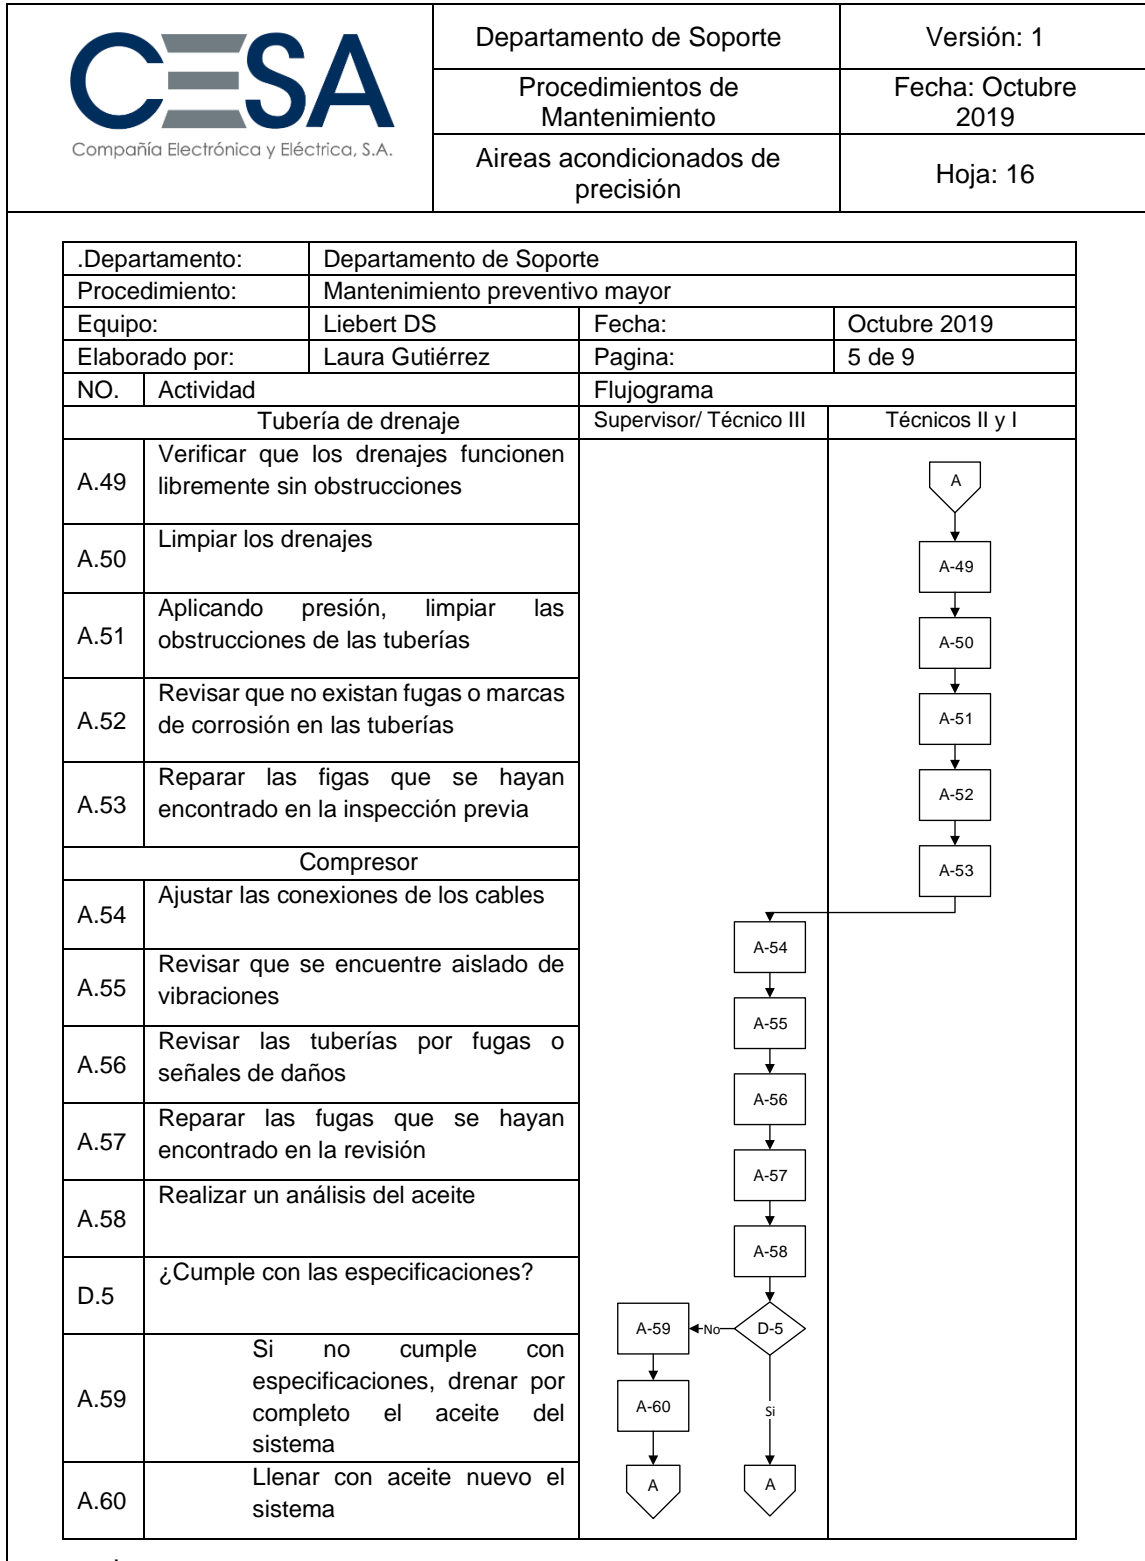 CESA
Compañía Electrónica y Eléctrica, S.A.
Departamento de Soporte
Versión: 1
Procedimientos de
Mantenimiento
Fecha: Octubre
2019
Aireas acondicionados de
precisión
Hoja: 16
.Departamento:
Departamento de Soporte
Procedimiento:
Mantenimiento preventivo mayor
Equipo:
Liebert DS
Fecha:
Octubre 2019
Elaborado por:
Laura Gutiérrez
Pagina:
5 de 9
NO.
Actividad
Flujograma
Tubería de drenaje
Supervisor/ Técnico III
Técnicos II y I
A.49
Verificar que los drenajes funcionen
libremente sin obstrucciones
A.50
Limpiar los drenajes
A.51
Aplicando presión, limpiar las
obstrucciones de las tuberías
A.52
Revisar que no existan fugas o marcas
de corrosión en las tuberías
A.53
Reparar las figas que se hayan
encontrado en la inspección previa
Compresor
A.54
Ajustar las conexiones de los cables
A.55
Revisar que se encuentre aislado de
vibraciones
A.56
Revisar las tuberías por fugas o
señales de daños
A.57
Reparar las fugas que se hayan
encontrado en la revisión
A.58
Realizar un análisis del aceite
D.5
¿Cumple con las especificaciones?
A.59
Si no cumple con
especificaciones, drenar por
completo el aceite del
sistema
A.60
Llenar con aceite nuevo el
sistema
A
A-49
A-50
A-51
A-52
A-53
A-54
A-55
A-56
A-57
A-58
A-59
No
D-5
A-60
Si
A
A